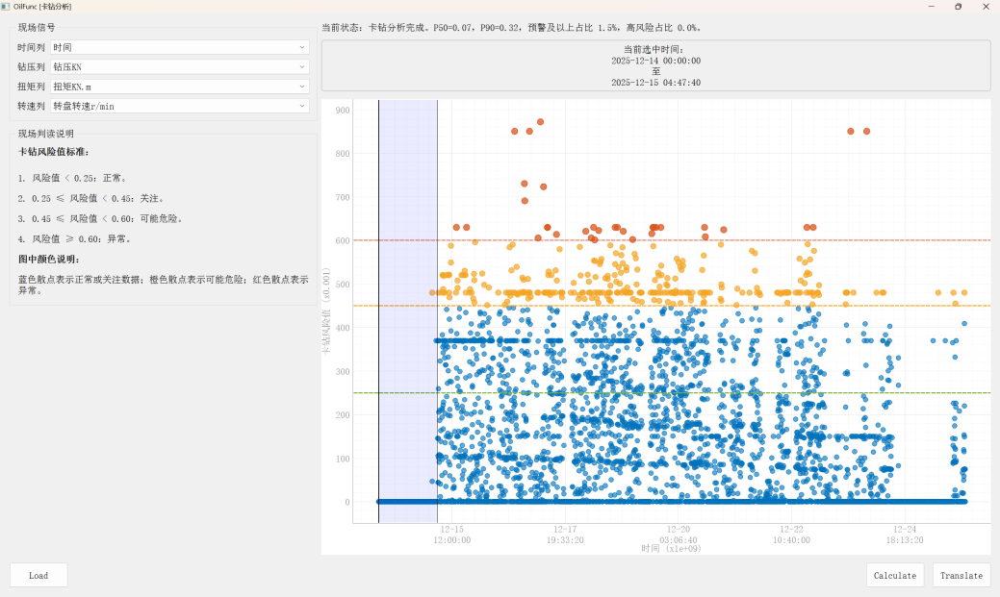 OilFunc [卡钻分析]
现场信号
时间列 时间
钻压列 钻压KN
扭矩列 扭矩KN.m
转速列 转盘转速r/min
现场判读说明
卡钻风险值标准:
1. 风险值 < 0.25: 正常。
2. 0.25 ≤ 风险值 < 0.45: 关注。
3. 0.45 ≤ 风险值 < 0.60: 可能危险。
4. 风险值 ≥ 0.60: 异常。
图中颜色说明:
蓝色散点表示正常或关注数据; 橙色散点表示可能危险; 红色散点表示
异常。
当前状态: 卡钻分析完成。P50=0.07, P90=0.32, 预警及以上占比 1.5%, 高风险占比 0.0%。
当前选中时间:
2025-12-14 00:00:00
至
2025-12-15 04:47:40
900
800
700
600
500
400
300
200
100
0
卡钻风险值 (x0.001)
12-15 12-17 12-20 12-22 12-24
12:00:00 19:33:20 03:06:40 10:40:00 18:13:20
时间 (x1e+09)
Load
Calculate
Translate